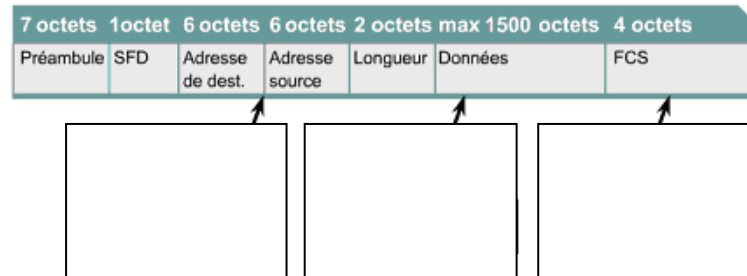 7 octets 1octet 6 octets 6 octets 2 octets max 1500 octets 4 octets
Préambule SFD Adresse de dest. Adresse source Longueur Données FCS